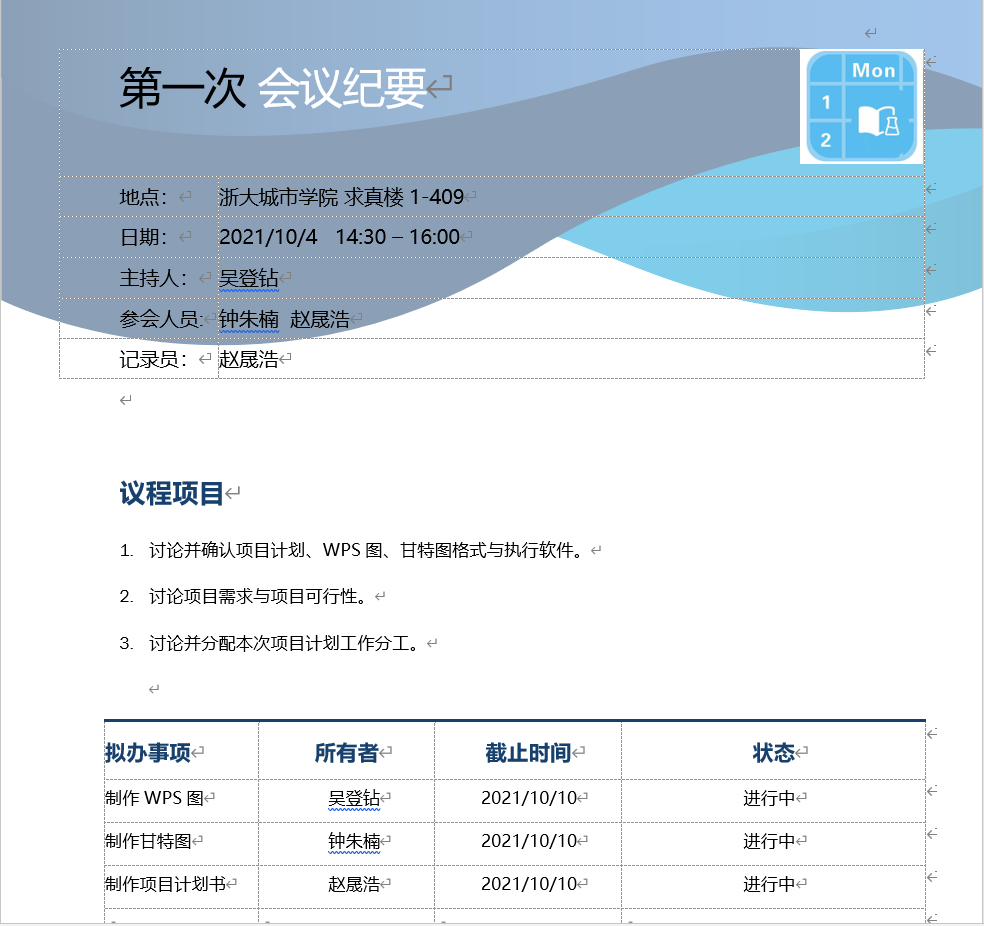 第一次 会议纪要
Mon
1
2
地点： 浙大城市学院 求真楼 1-409
日期： 2021/10/4 14:30 – 16:00
主持人： 吴登钻
参会人员: 钟朱楠 赵晟浩
记录员： 赵晟浩
议程项目
1. 讨论并确认项目计划、WPS 图、甘特图格式与执行软件。
2. 讨论项目需求与项目可行性。
3. 讨论并分配本次项目计划工作分工。
拟办事项 所有者 截止时间 状态
制作 WPS 图 吴登钻 2021/10/10 进行中
制作甘特图 钟朱楠 2021/10/10 进行中
制作项目计划书 赵晟浩 2021/10/10 进行中